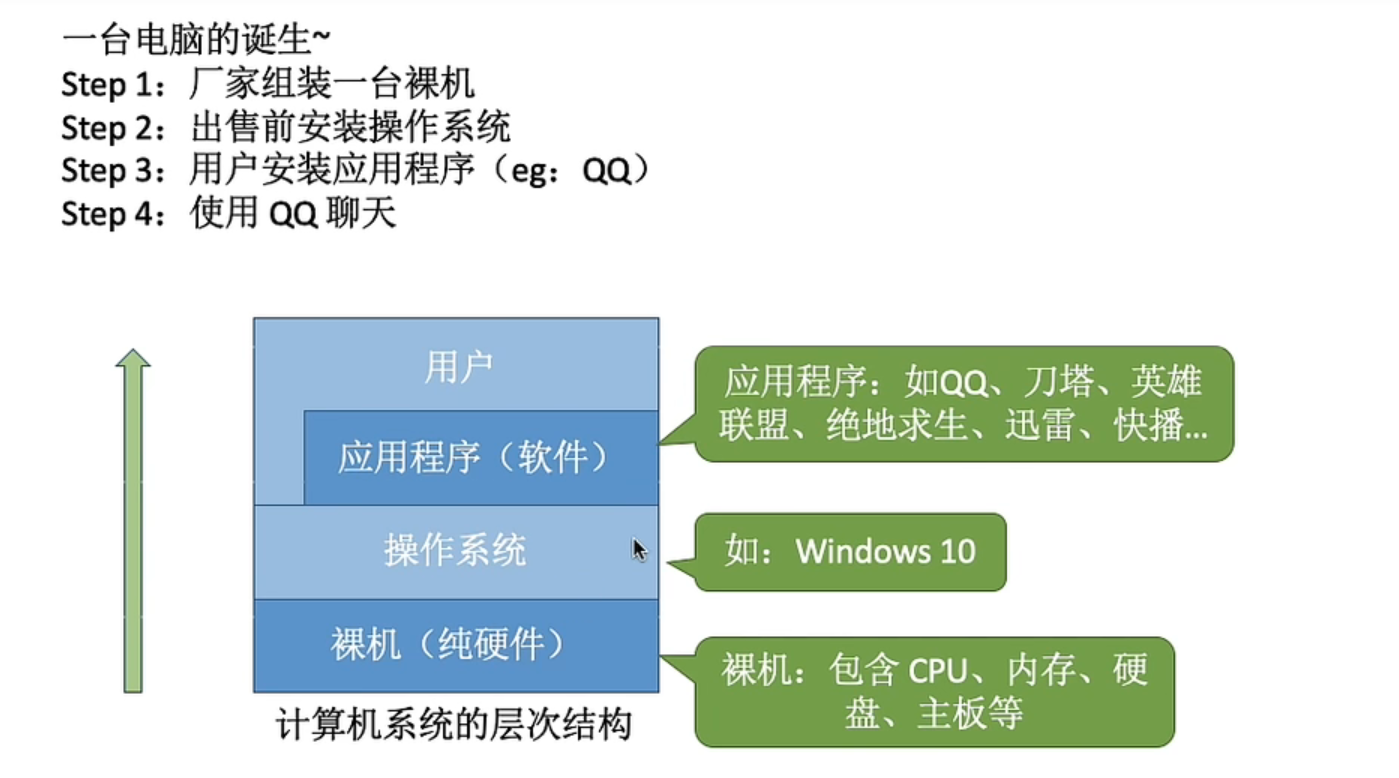 一台电脑的诞生~
Step 1：厂家组装一台裸机
Step 2：出售前安装操作系统
Step 3：用户安装应用程序（eg：QQ）
Step 4：使用 QQ 聊天
用户
应用程序（软件）
操作系统
裸机（纯硬件）
计算机系统的层次结构
应用程序：如QQ、刀塔、英雄
联盟、绝地求生、迅雷、快播...
如：Windows 10
裸机：包含 CPU、内存、硬
盘、主板等